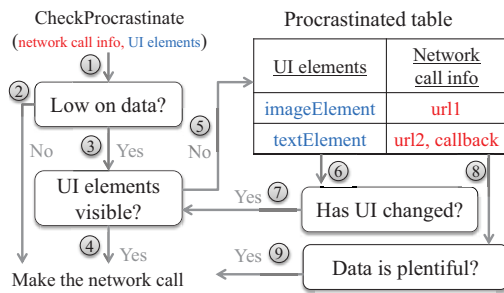 CheckProcrastinate
(network call info, UI elements)
1
2
Low on data?
No
3
Yes
5
No
UI elements
visible?
4
Yes
Make the network call
Procrastinated table
UI elements
Network
call info
imageElement
url1
textElement
url2, callback
6
8
Yes
7
Has UI changed?
Yes
9
Data is plentiful?